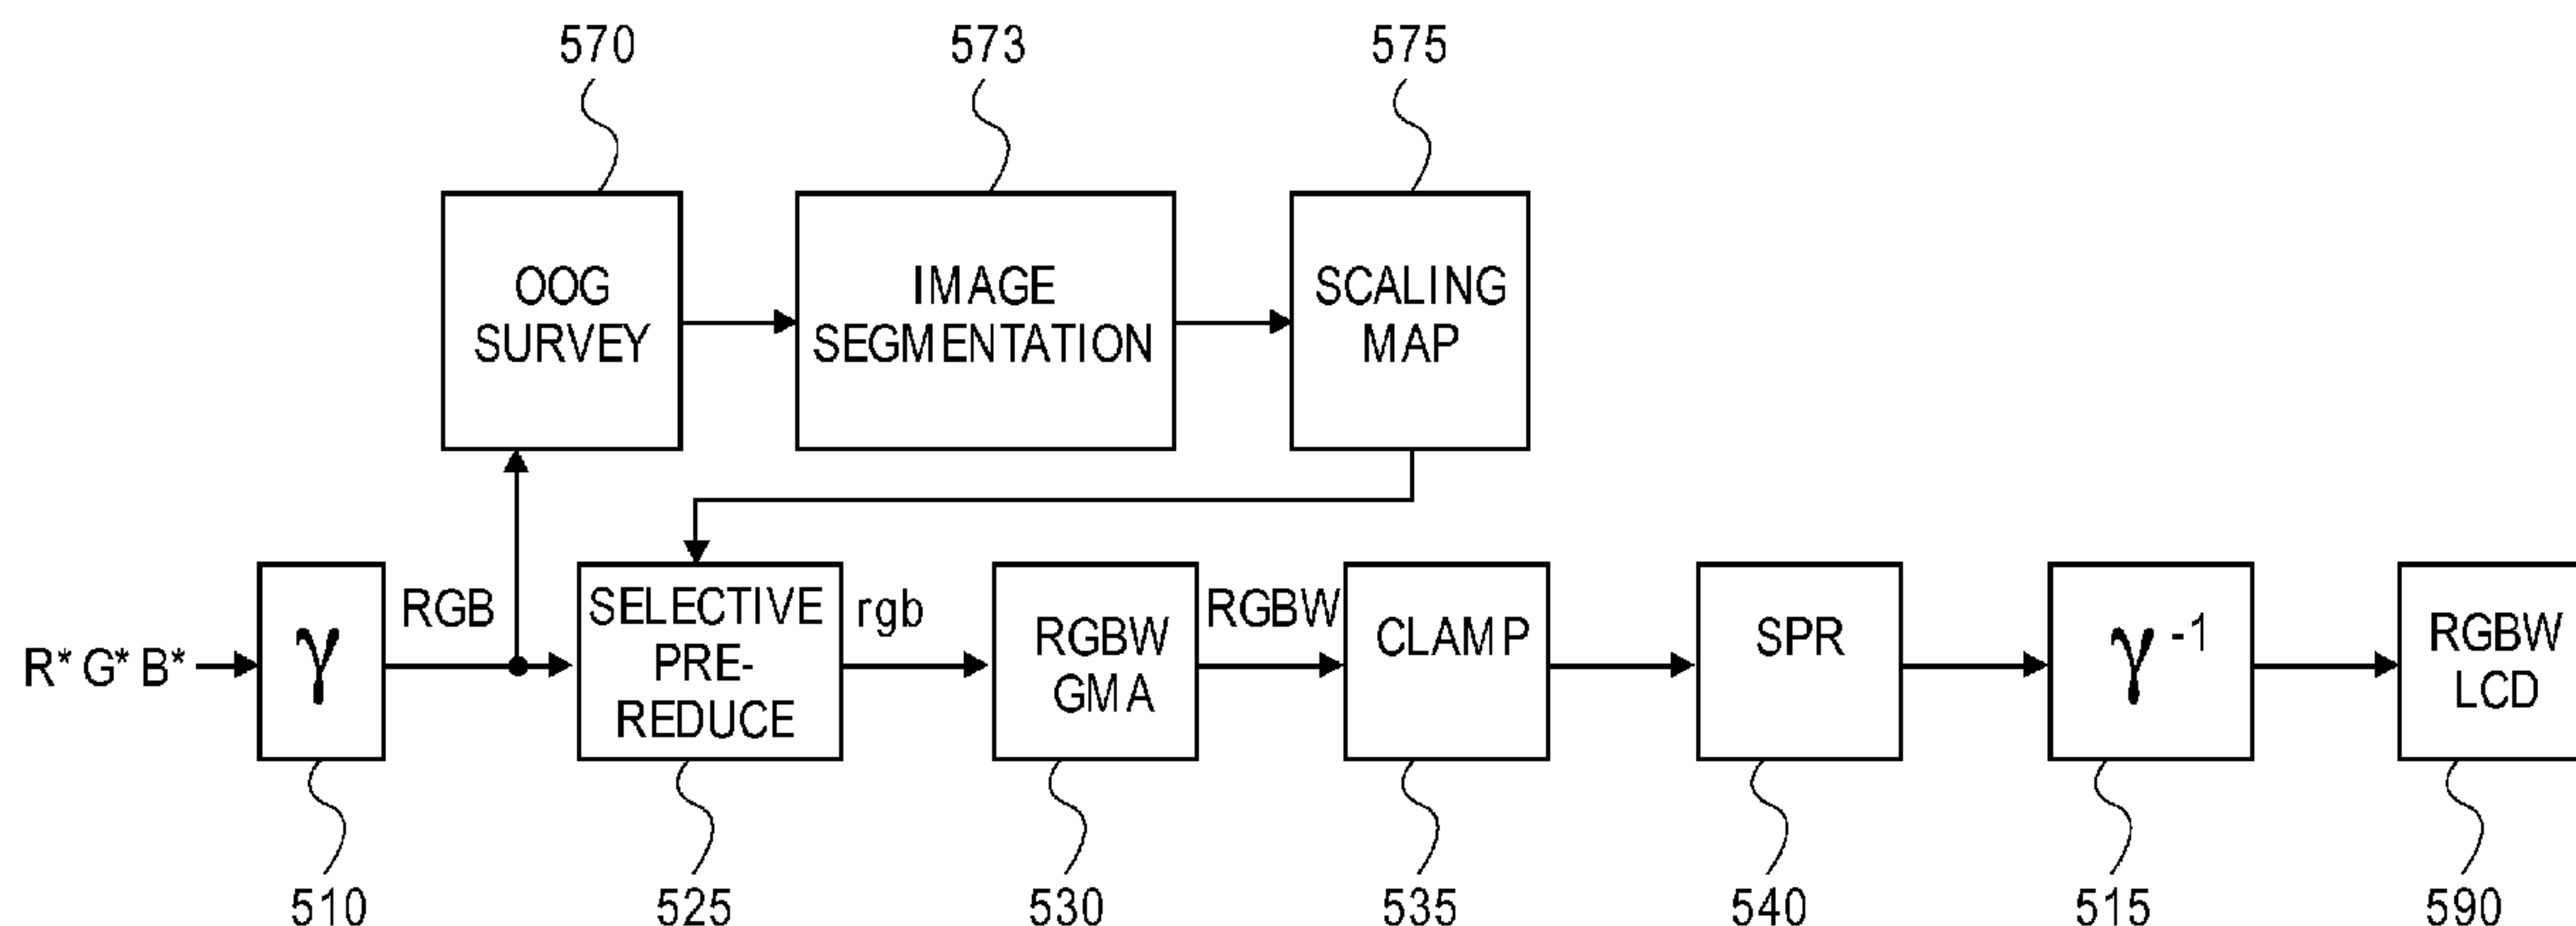 570
573
575
OOG
SURVEY
IMAGE
SEGMENTATION
SCALING
MAP
R* G* B*
γ
RGB
SELECTIVE
PRE-
REDUCE
rgb
RGBW
GMA
RGBW
CLAMP
SPR
γ -1
RGBW
LCD
510
525
530
535
540
515
590